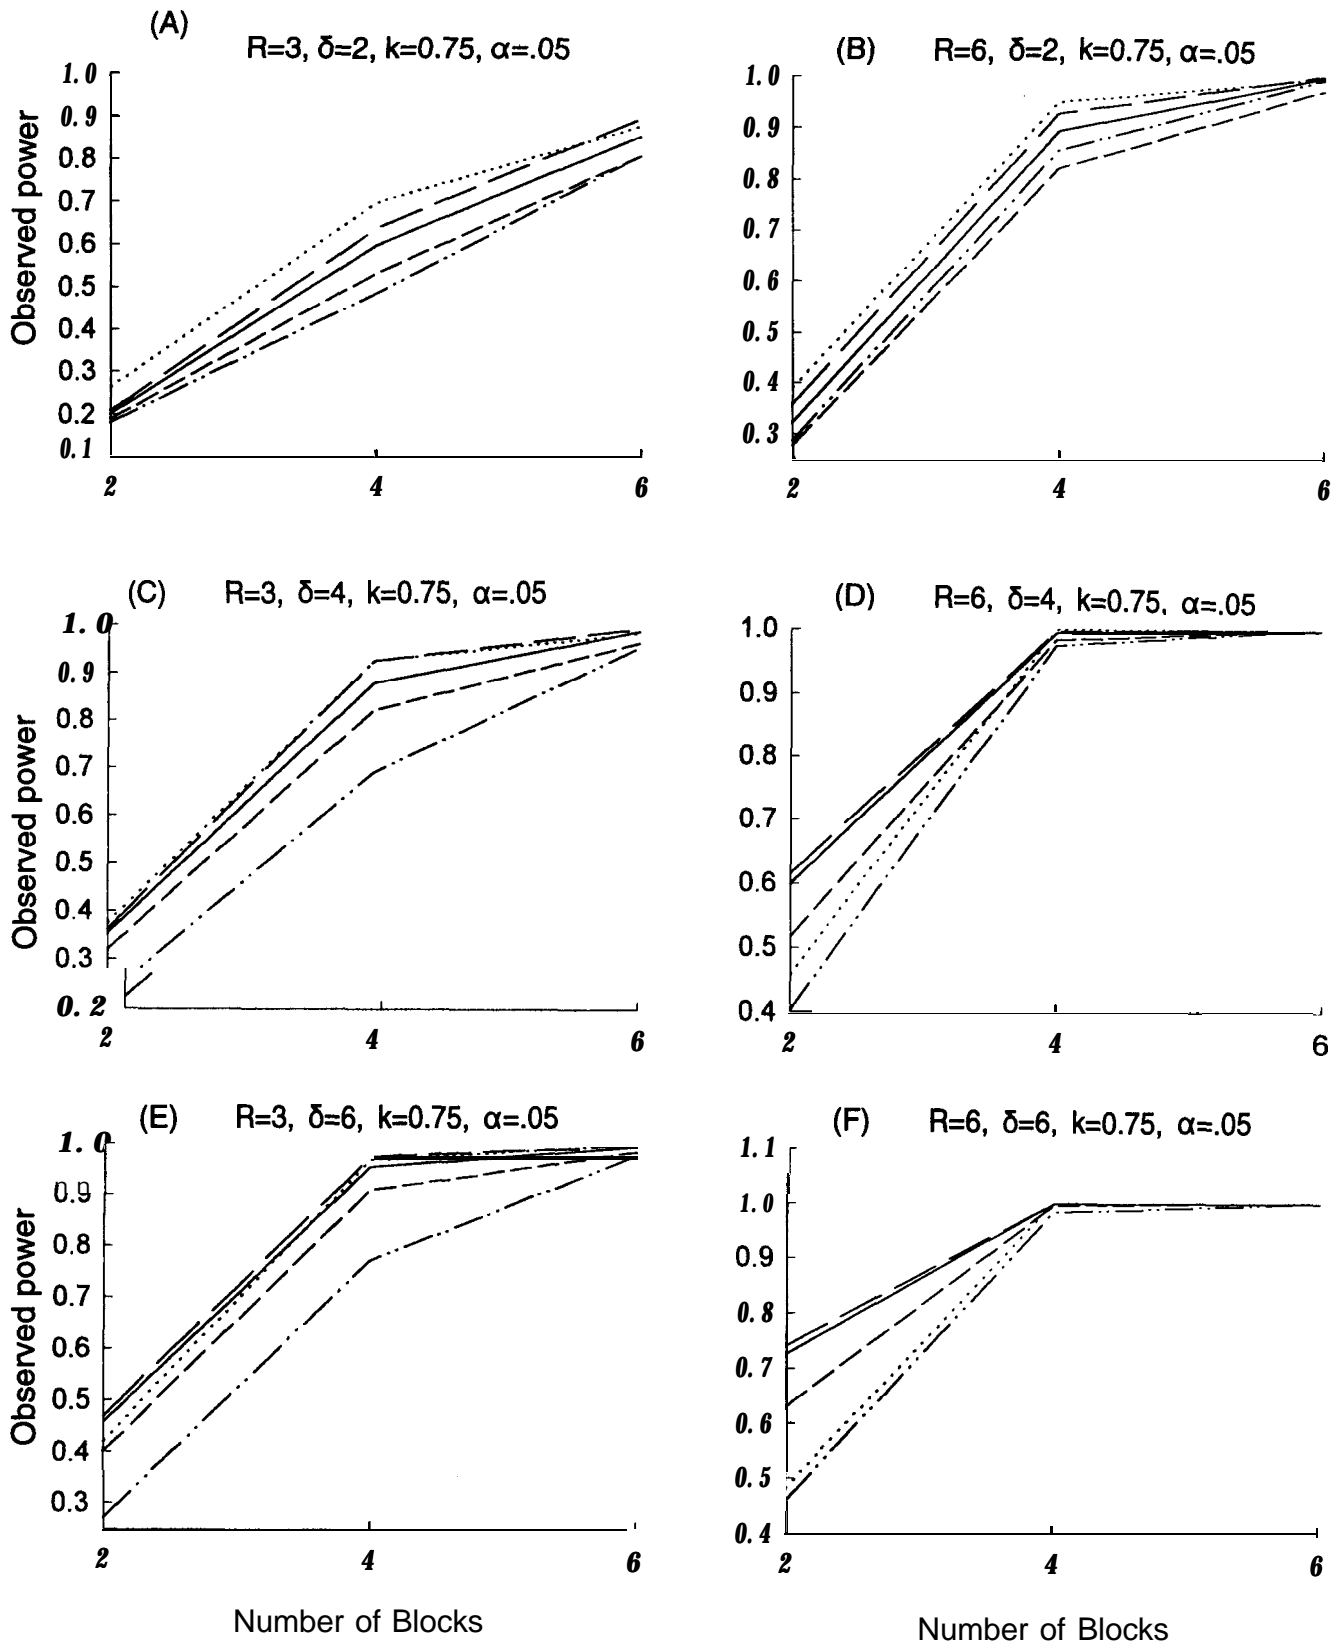 (A)
R=3, δ=2, k=0.75, α=.05
1.0
0.9
0.8
0.7
0.6
0.5
0.4
0.3
0.2
0.1
Observed power
2 4 6
(B)
R=6, δ=2, k=0.75, α=.05
1.0
0.9
0.8
0.7
0.6
0.5
0.4
0.3
2 4 6
(C)
R=3, δ=4, k=0.75, α=.05
1.0
0.9
0.8
0.7
0.6
0.5
0.4
0.3
0.2
Observed power
2 4 6
(D)
R=6, δ=4, k=0.75, α=.05
1.0
0.9
0.8
0.7
0.6
0.5
0.4
2 4 6
(E)
R=3, δ=6, k=0.75, α=.05
1.0
0.9
0.8
0.7
0.6
0.5
0.4
0.3
Observed power
2 4 6
Number of Blocks
(F)
R=6, δ=6, k=0.75, α=.05
1.1
1.0
0.9
0.8
0.7
0.6
0.5
0.4
2 4 6
Number of Blocks